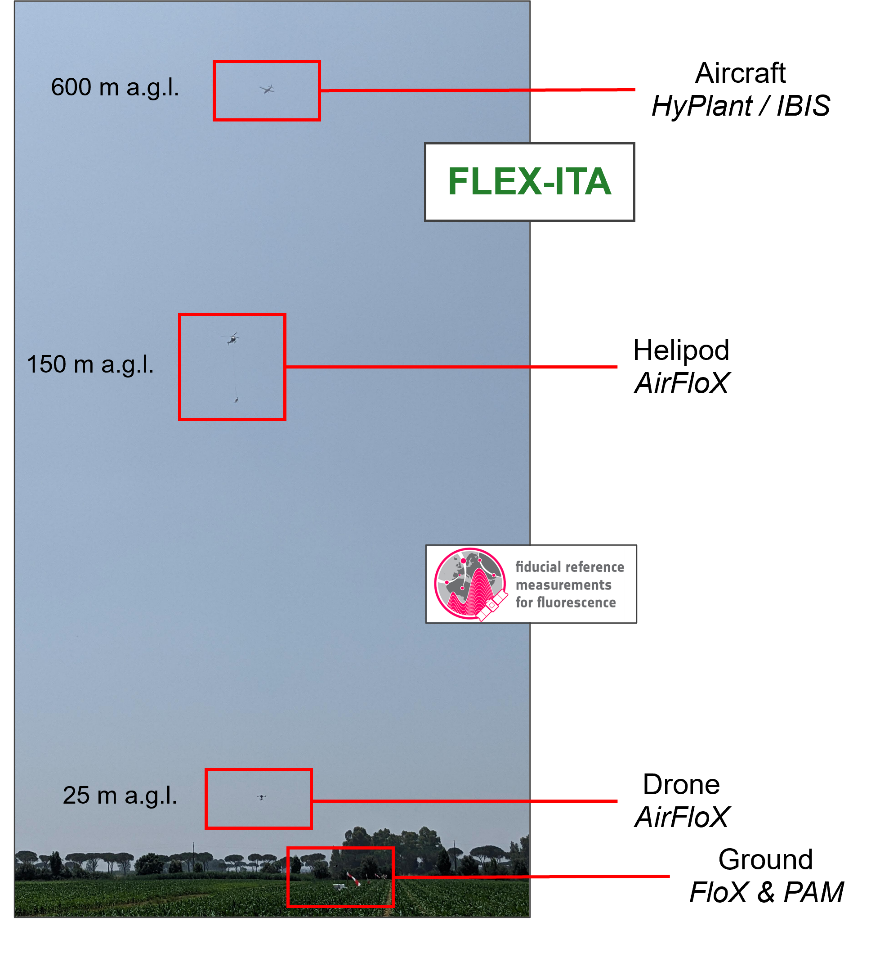 600 m a.g.l.
Aircraft
HyPlant / IBIS
FLEX-ITA
150 m a.g.l.
Helipod
AirFloX
fiducial reference
measurements
for fluorescence
25 m a.g.l.
Drone
AirFloX
Ground
FloX & PAM